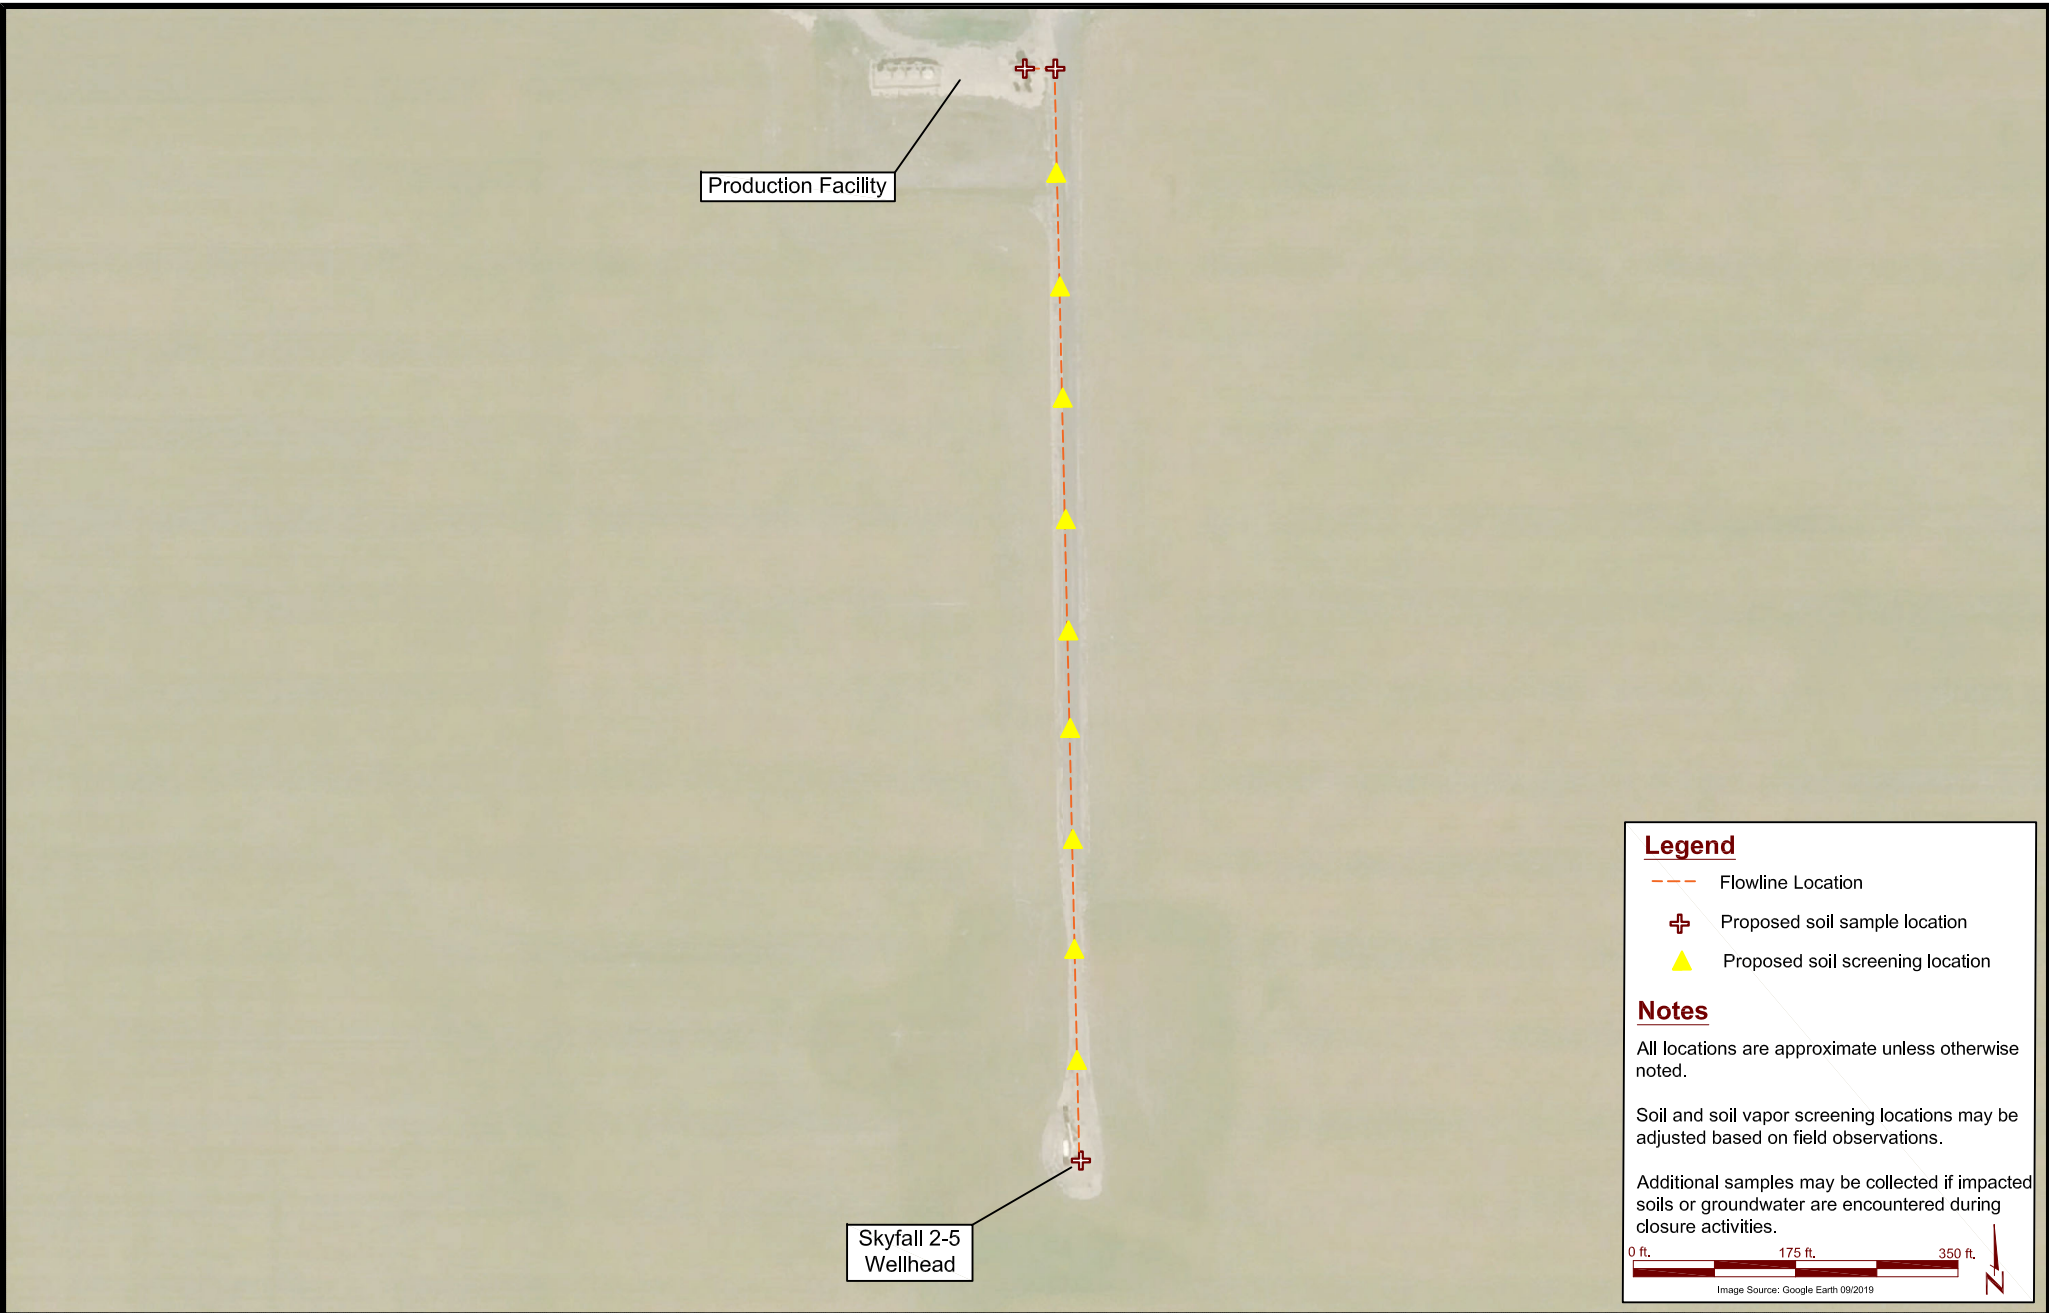 Production Facility
Skyfall 2-5
Wellhead
Legend
Flowline Location
Proposed soil sample location
Proposed soil screening location
Notes
All locations are approximate unless otherwise
noted.
Soil and soil vapor screening locations may be
adjusted based on field observations.
Additional samples may be collected if impacted
soils or groundwater are encountered during
closure activities.
0 ft. 175 ft. 350 ft.
Image Source: Google Earth 09/2019
N